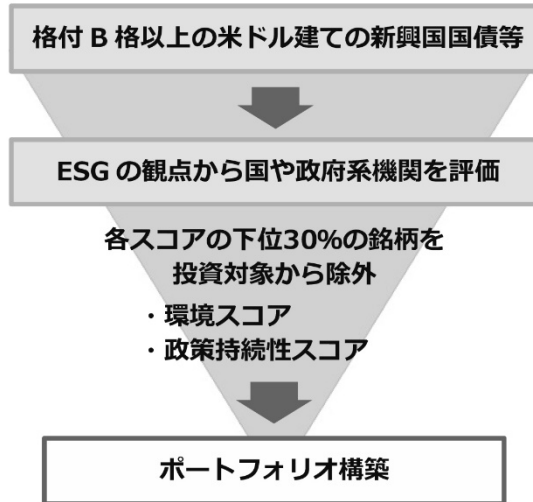 格付 B 格以上の米ドル建ての新興国国債等
ESG の観点から国や政府系機関を評価
各スコアの下位30%の銘柄を
投資対象から除外
・環境スコア
・政策持続性スコア
ポートフォリオ構築